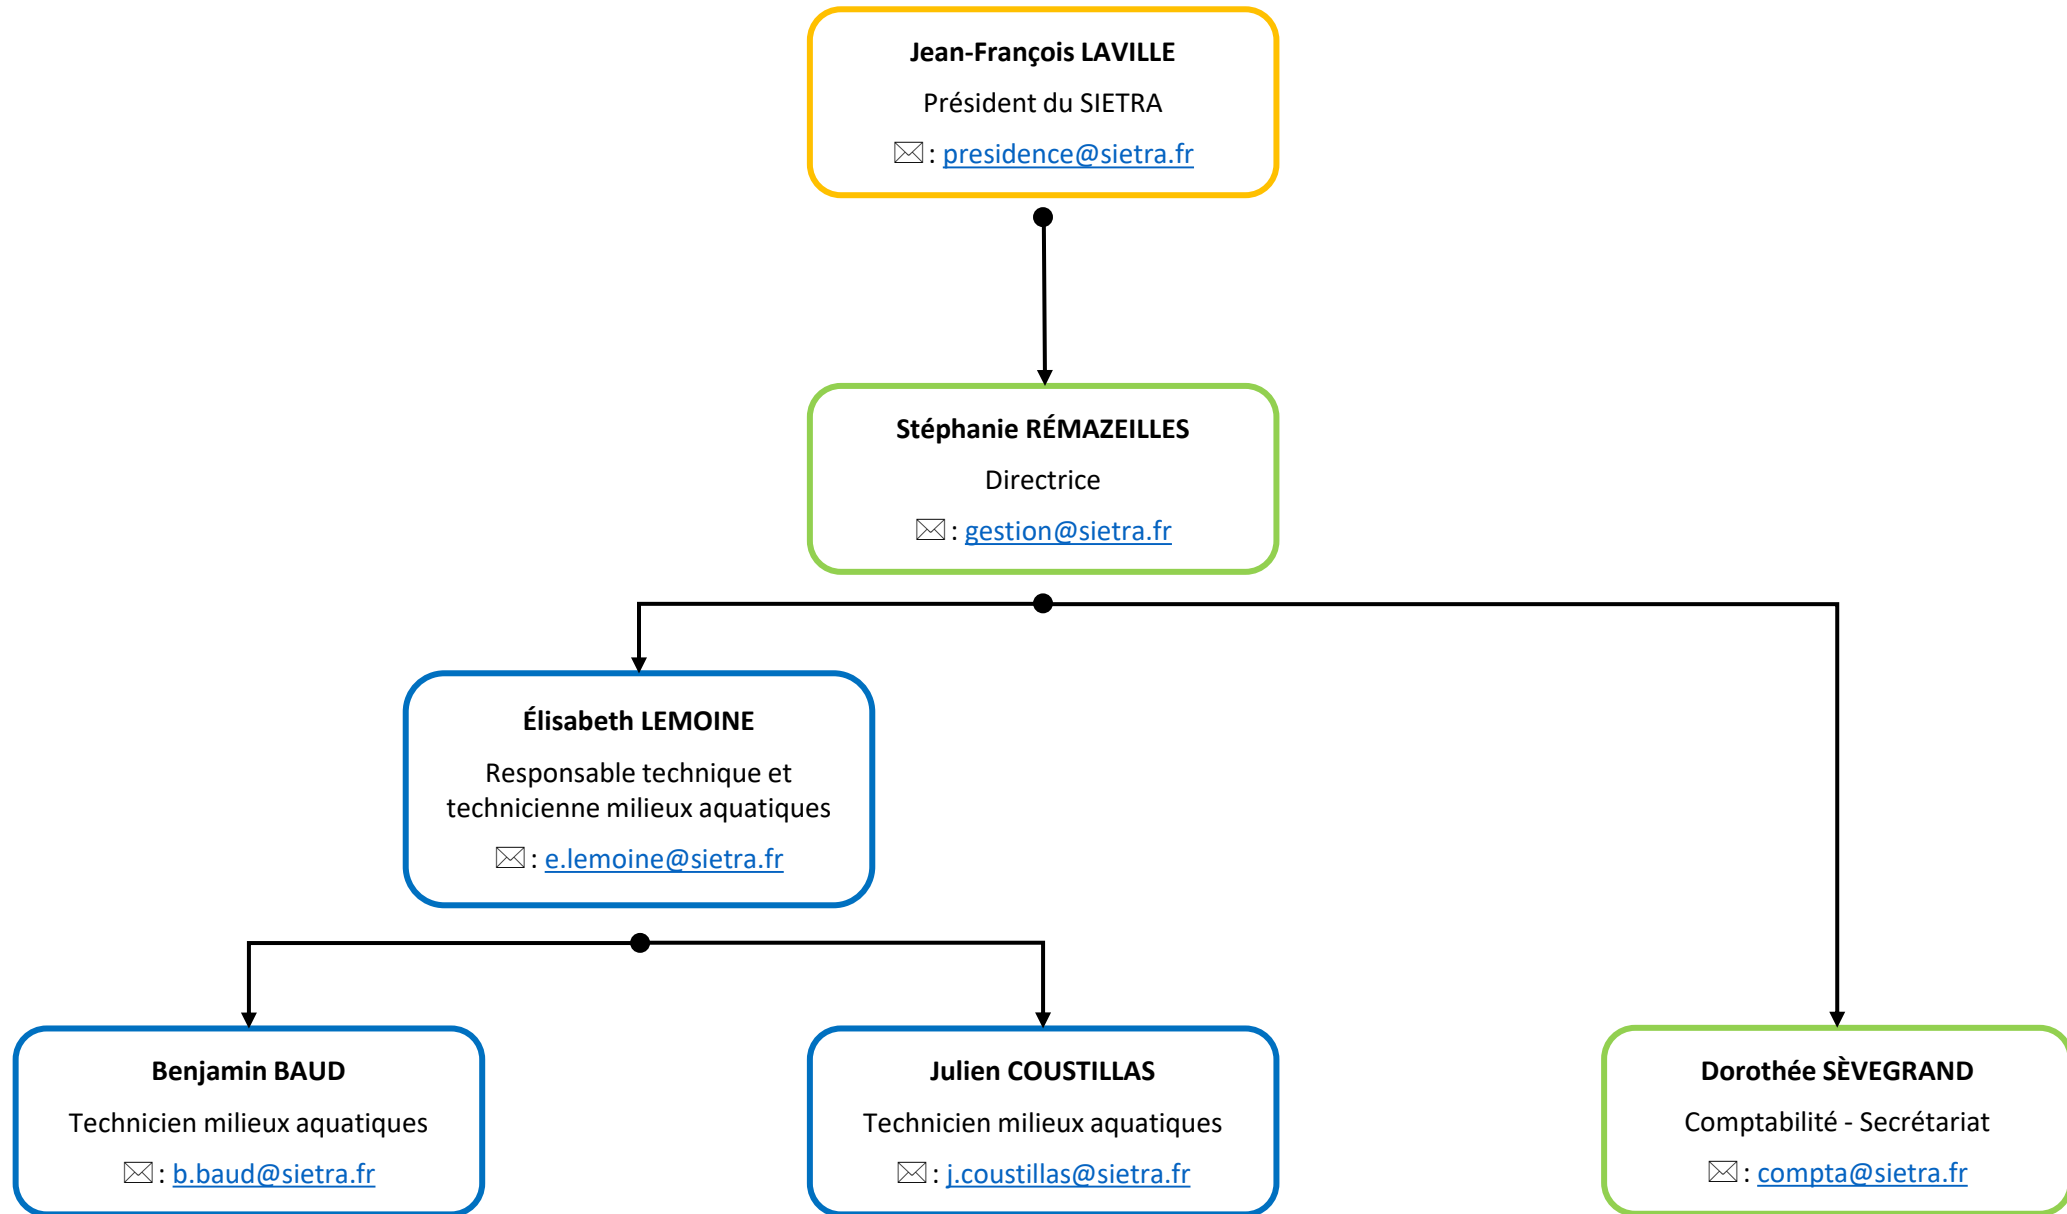 Jean-François LAVILLE
Président du SIETRA
✉ : presidence@sietra.fr
Stéphanie RÉMAZEILLES
Directrice
✉ : gestion@sietra.fr
Élisabeth LEMOINE
Responsable technique et
technicienne milieux aquatiques
✉ : e.lemoine@sietra.fr
Benjamin BAUD
Technicien milieux aquatiques
✉ : b.baud@sietra.fr
Julien COUSTILLAS
Technicien milieux aquatiques
✉ : j.coustillas@sietra.fr
Dorothée SÈVEGRAND
Comptabilité - Secrétariat
✉ : compta@sietra.fr